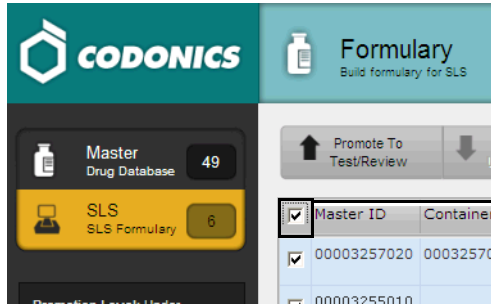 CODONICS
Formulary
Build formulary for SLS
Master
Drug Database
49
SLS
SLS Formulary
6
Promote To
Test/Review
Master ID
Container
00003257020
00003255010